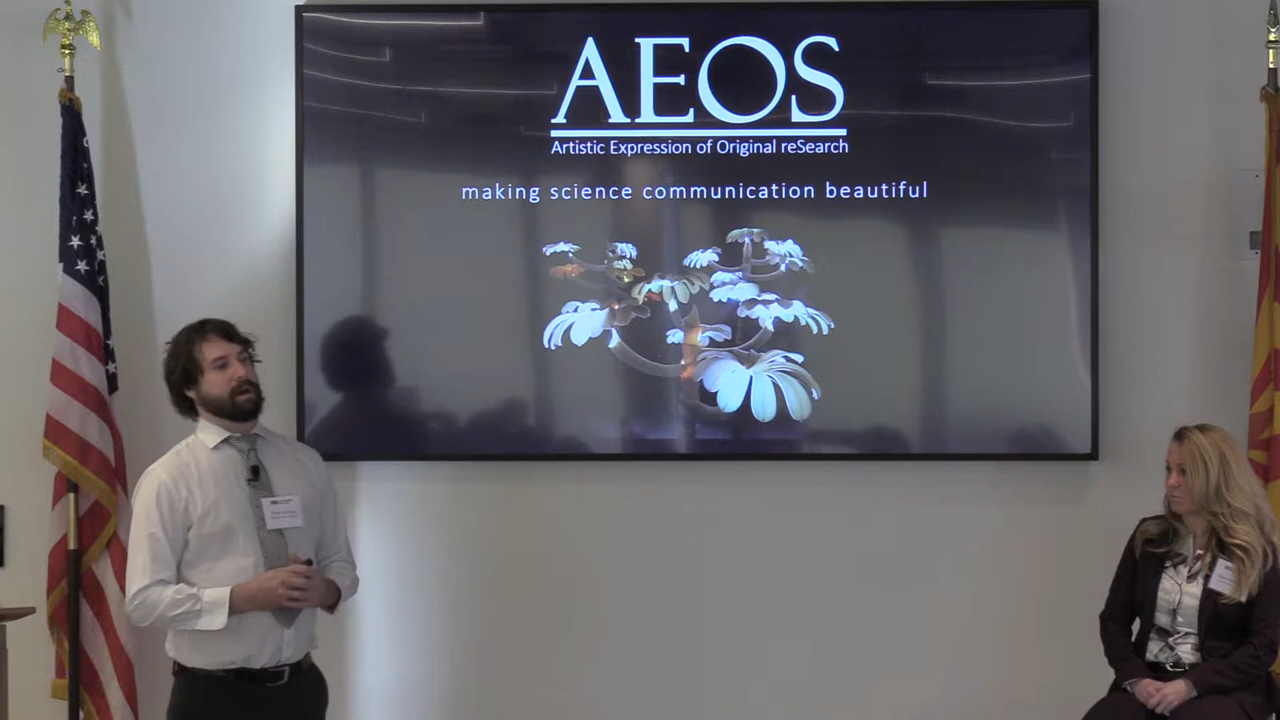 AEOS
Artistic Expression of Original reSearch
making science communication beautiful